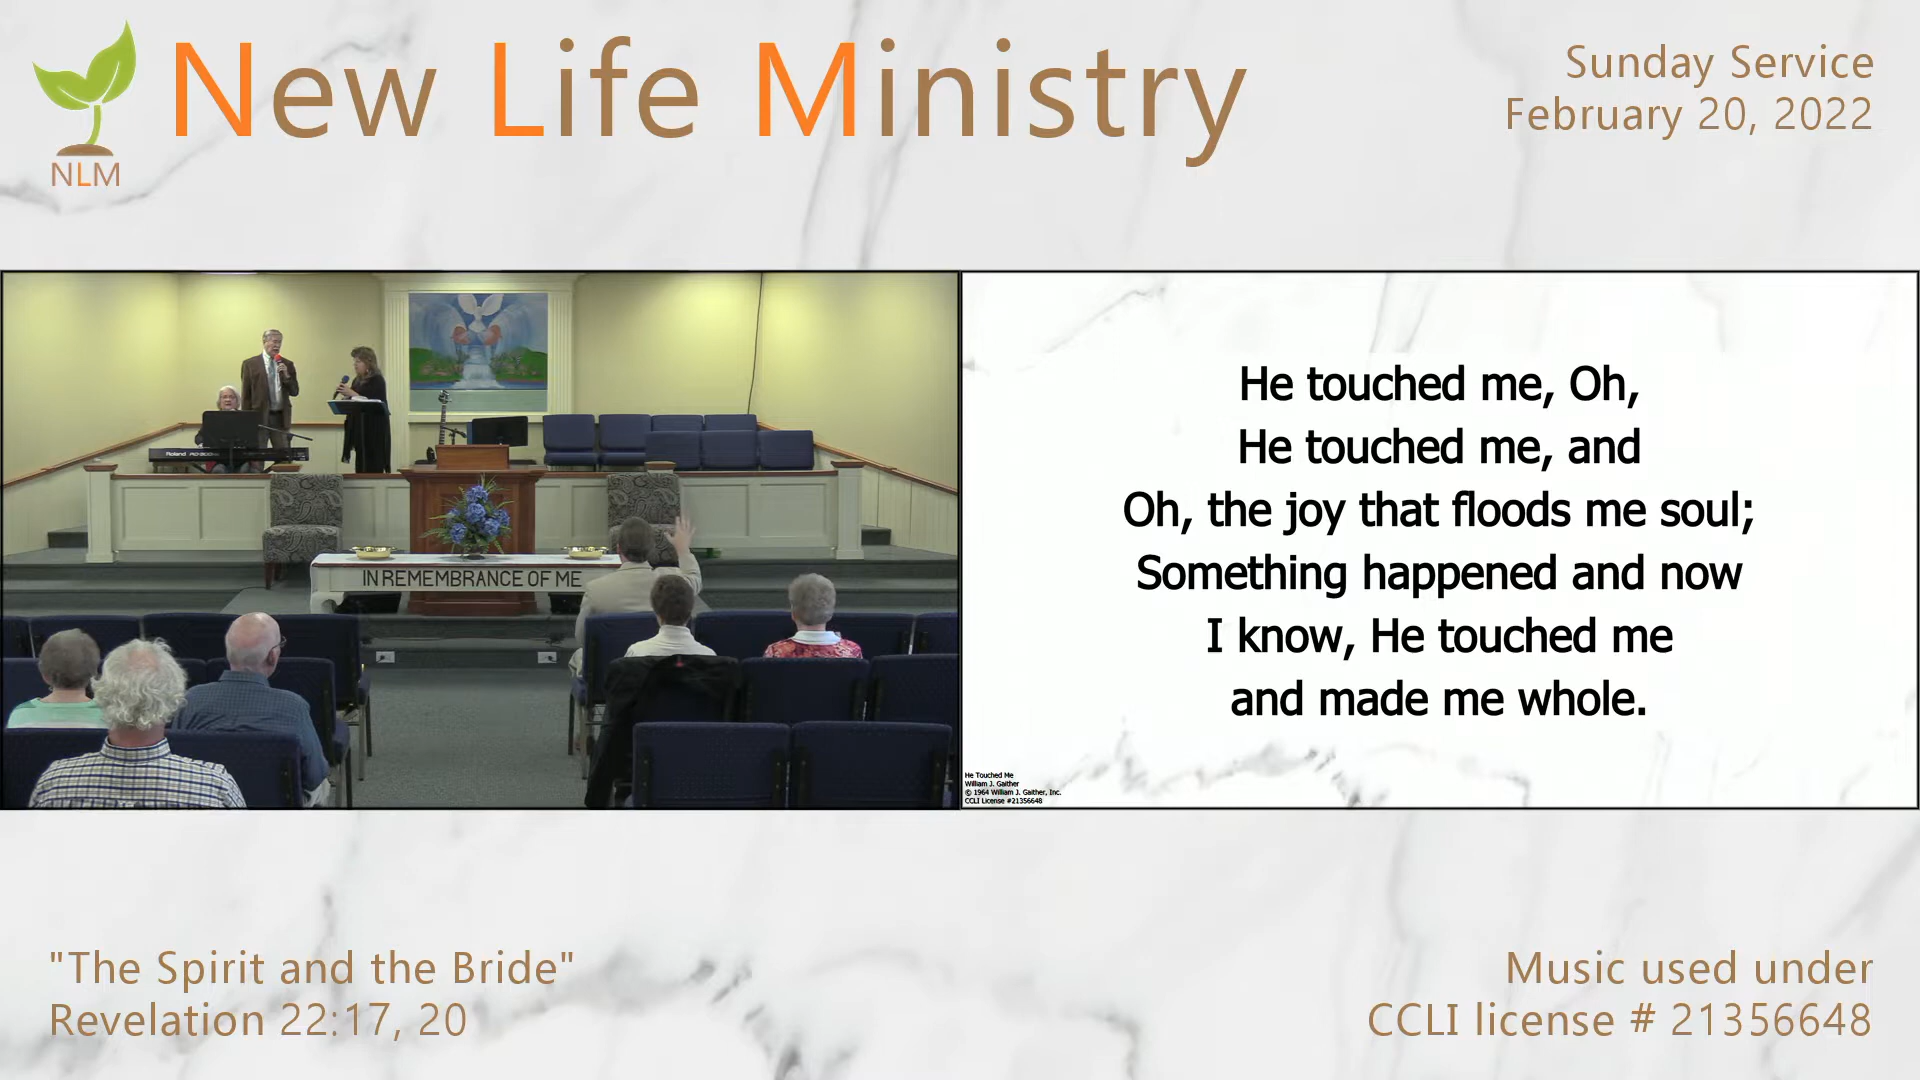 New Life Ministry
NLM
Sunday Service
February 20, 2022
Roland
IN REMEMBRANCE OF ME
He touched me, Oh,
He touched me, and
Oh, the joy that floods me soul;
Something happened and now
I know, He touched me
and made me whole.
He Touched Me
William J. Gaither
© 1964 William J. Gaither, Inc.
CCLI License #21356648
"The Spirit and the Bride"
Revelation 22:17, 20
Music used under
CCLI license # 21356648